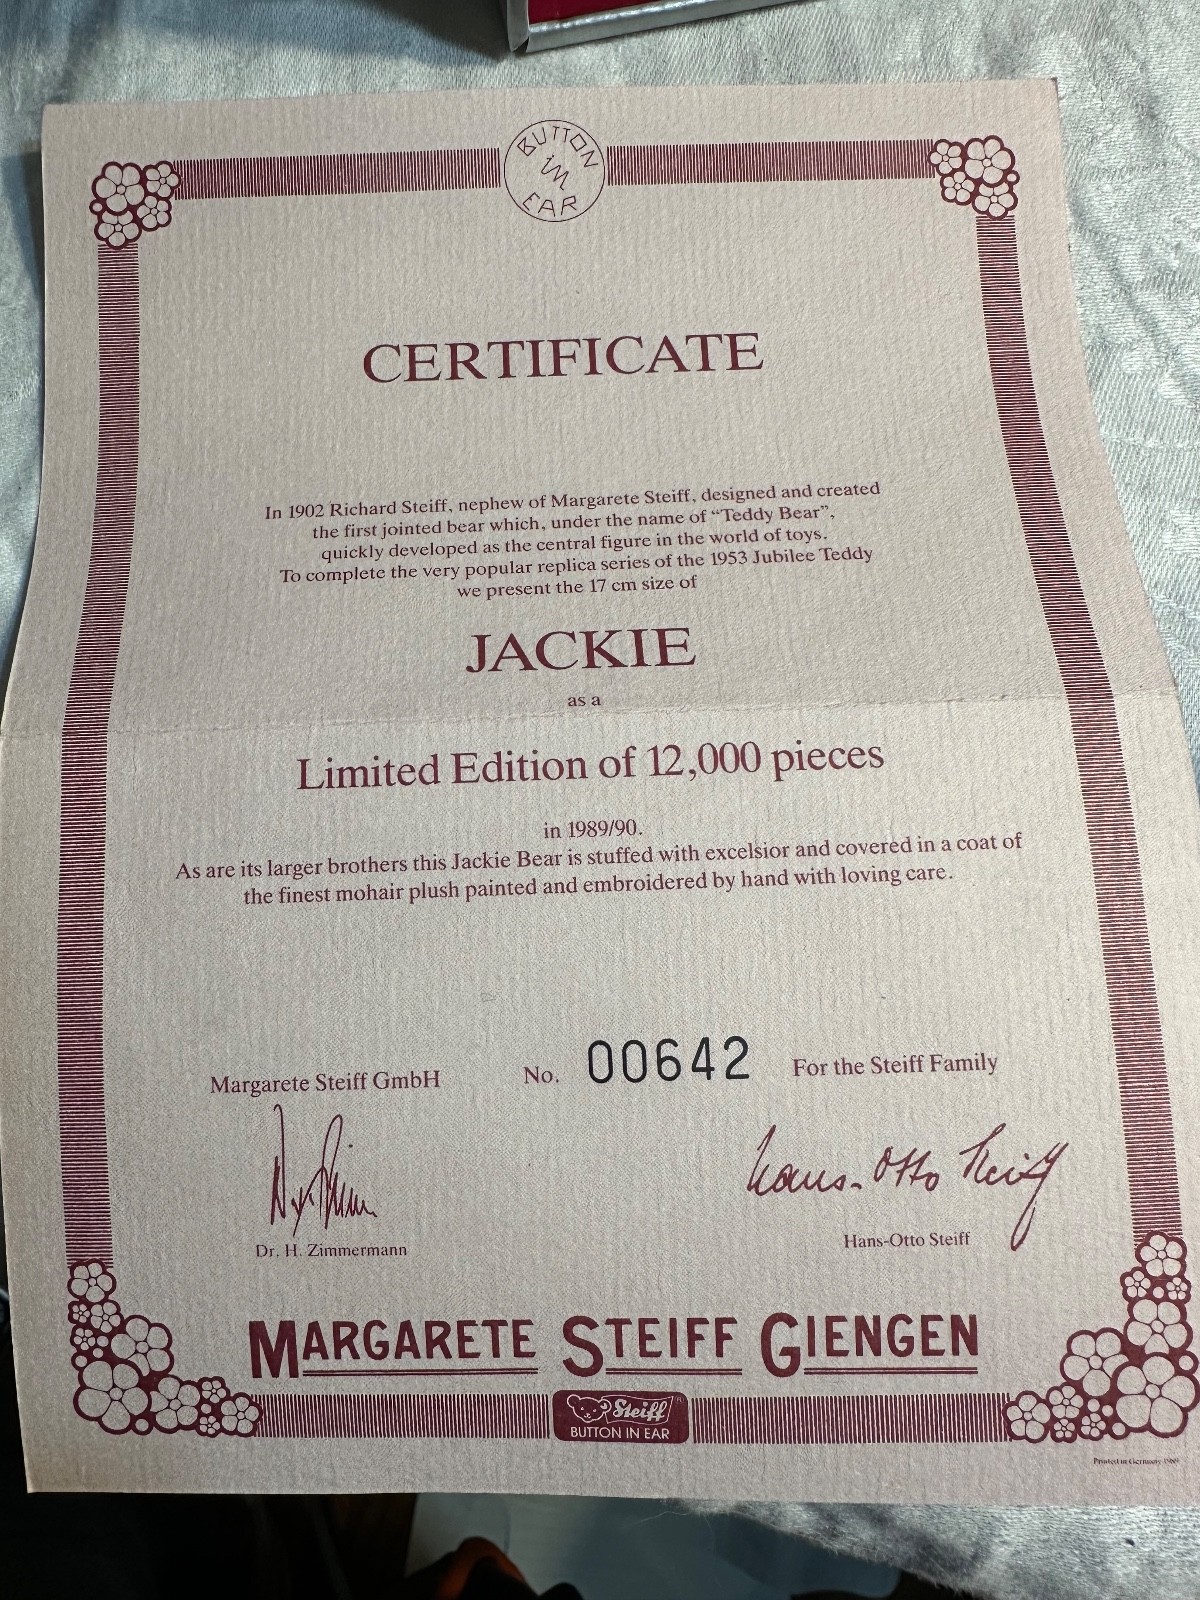 BUTTON
in
EAR
CERTIFICATE
In 1902 Richard Steiff, nephew of Margarete Steiff, designed and created
the first jointed bear which, under the name of “Teddy Bear”,
quickly developed as the central figure in the world of toys.
To complete the very popular replica series of the 1953 Jubilee Teddy
we present the 17 cm size of
JACKIE
as a
Limited Edition of 12,000 pieces
in 1989/90.
As are its larger brothers this Jackie Bear is stuffed with excelsior and covered in a coat of
the finest mohair plush painted and embroidered by hand with loving care.
Margarete Steiff GmbH No. 00642 For the Steiff Family
Hans-Otto Steiff
Dr. H. Zimmermann Hans-Otto Steiff
MARGARETE STEIFF GIENGEN
Steiff
BUTTON IN EAR
Printed in Germany